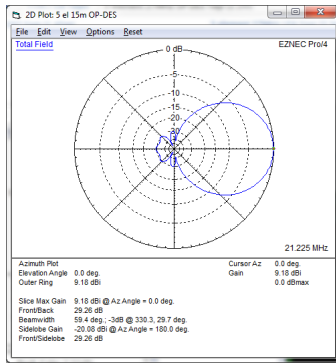 2D Plot: 5 el 15m OP-DES
File Edit View Options Reset
Total Field
0 dB
EZNEC Pro/4
-5
-10
-15
-20
-30
21.225 MHz
Azimuth Plot
Elevation Angle 0.0 deg.
Outer Ring 9.18 dBi
Cursor Az 0.0 deg.
Gain 9.18 dBi
0.0 dBmax
Slice Max Gain 9.18 dBi @ Az Angle = 0.0 deg.
Front/Back 29.26 dB
Beamwidth 59.4 deg.; -3dB @ 330.3, 29.7 deg.
Sidelobe Gain -20.08 dBi @ Az Angle = 180.0 deg.
Front/Sidelobe 29.26 dB